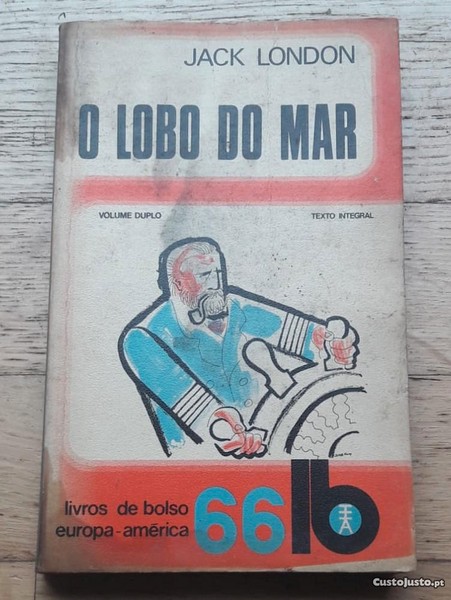 JACK LONDON
O LOBO DO MAR
VOLUME DUPLO TEXTO INTEGRAL
livros de bolso
europa-américa
66 lb
CustoJusto.pt